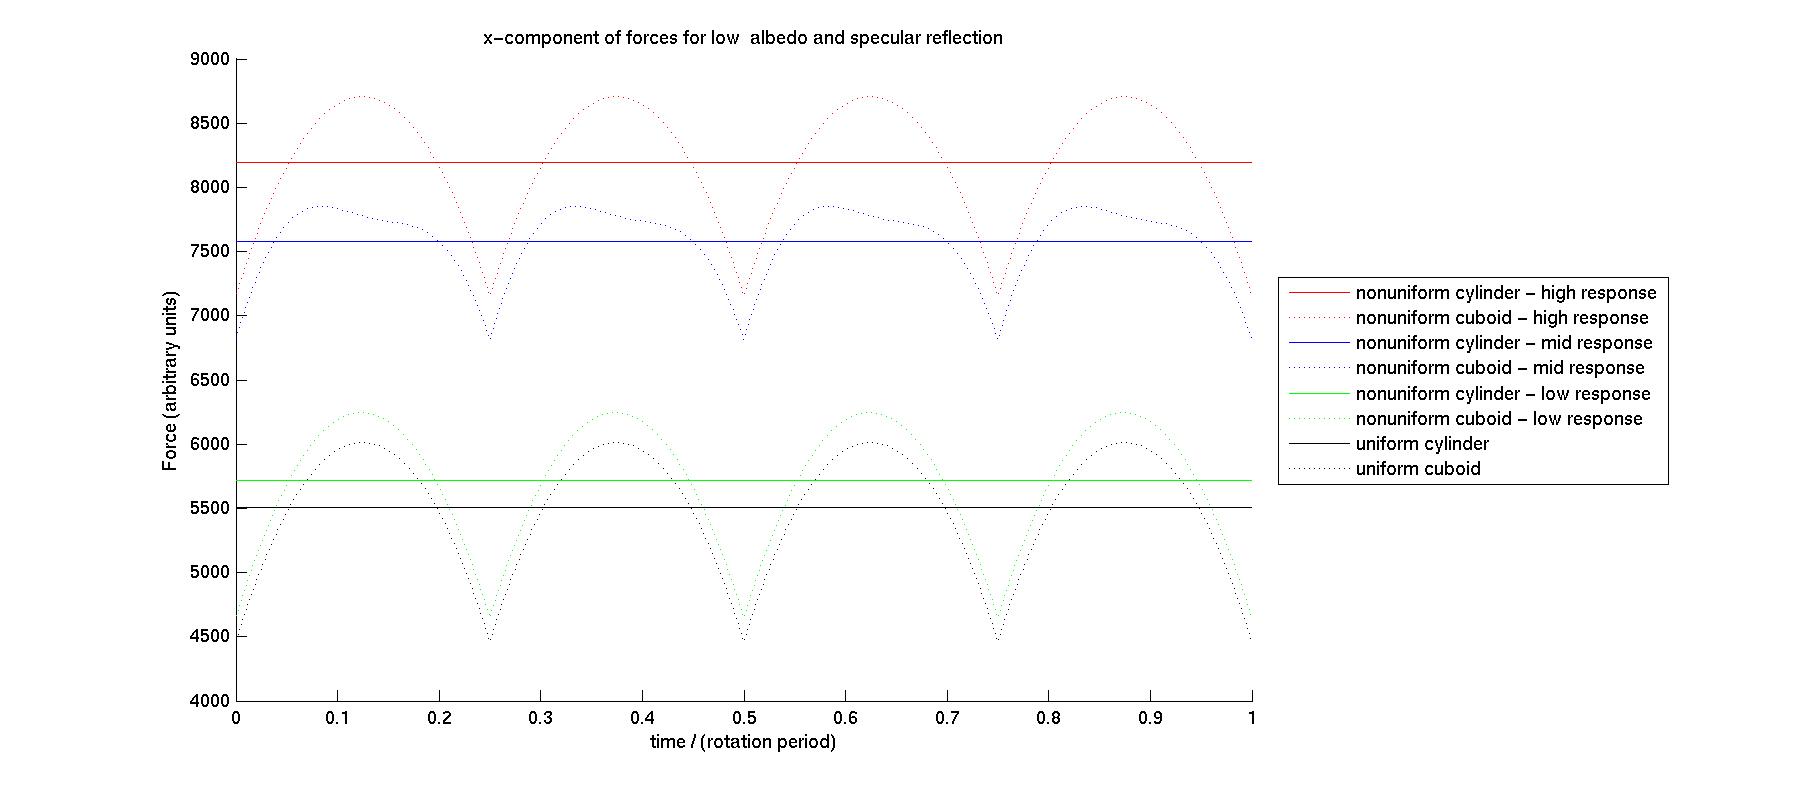 x−component of forces for low  albedo and specular reflection
9000
8500
8000
7500
7000
6500
6000
5500
5000
4500
4000
Force (arbitrary units)
0 0.1 0.2 0.3 0.4 0.5 0.6 0.7 0.8 0.9 1
time / (rotation period)
nonuniform cylinder − high response
nonuniform cuboid − high response
nonuniform cylinder − mid response
nonuniform cuboid − mid response
nonuniform cylinder − low response
nonuniform cuboid − low response
uniform cylinder
uniform cuboid